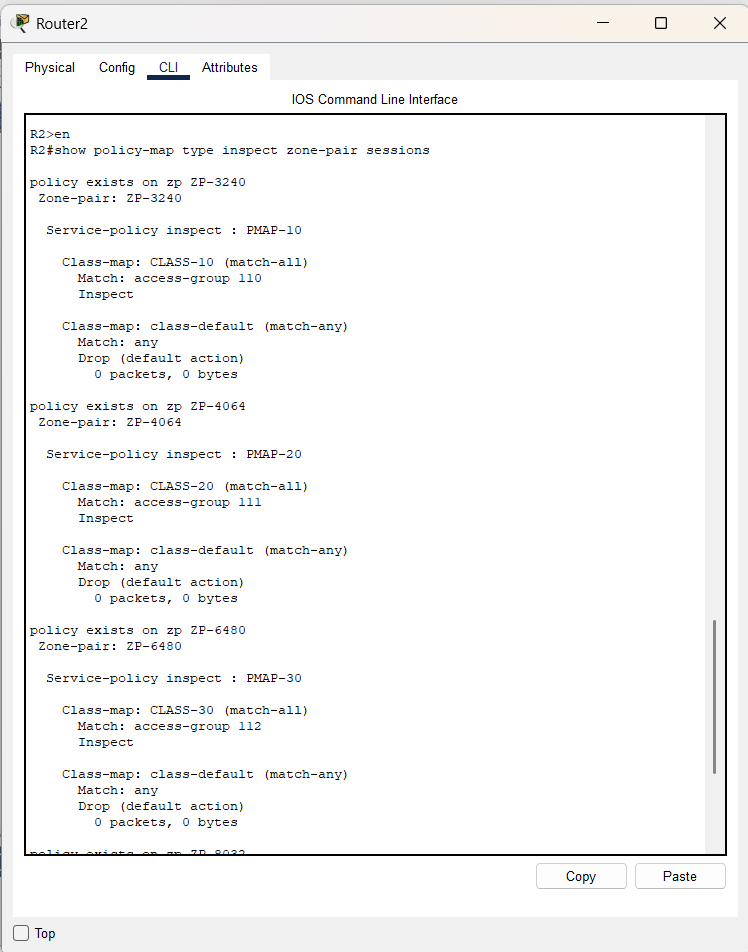 Router2
Physical Config CLI Attributes
IOS Command Line Interface
R2>en
R2#show policy-map type inspect zone-pair sessions
policy exists on zp ZP-3240
Zone-pair: ZP-3240
Service-policy inspect : PMAP-10
Class-map: CLASS-10 (match-all)
Match: access-group 110
Inspect
Class-map: class-default (match-any)
Match: any
Drop (default action)
0 packets, 0 bytes
policy exists on zp ZP-4064
Zone-pair: ZP-4064
Service-policy inspect : PMAP-20
Class-map: CLASS-20 (match-all)
Match: access-group 111
Inspect
Class-map: class-default (match-any)
Match: any
Drop (default action)
0 packets, 0 bytes
policy exists on zp ZP-6480
Zone-pair: ZP-6480
Service-policy inspect : PMAP-30
Class-map: CLASS-30 (match-all)
Match: access-group 112
Inspect
Class-map: class-default (match-any)
Match: any
Drop (default action)
0 packets, 0 bytes
policy exists on zp ZP-8032
Copy Paste
Top